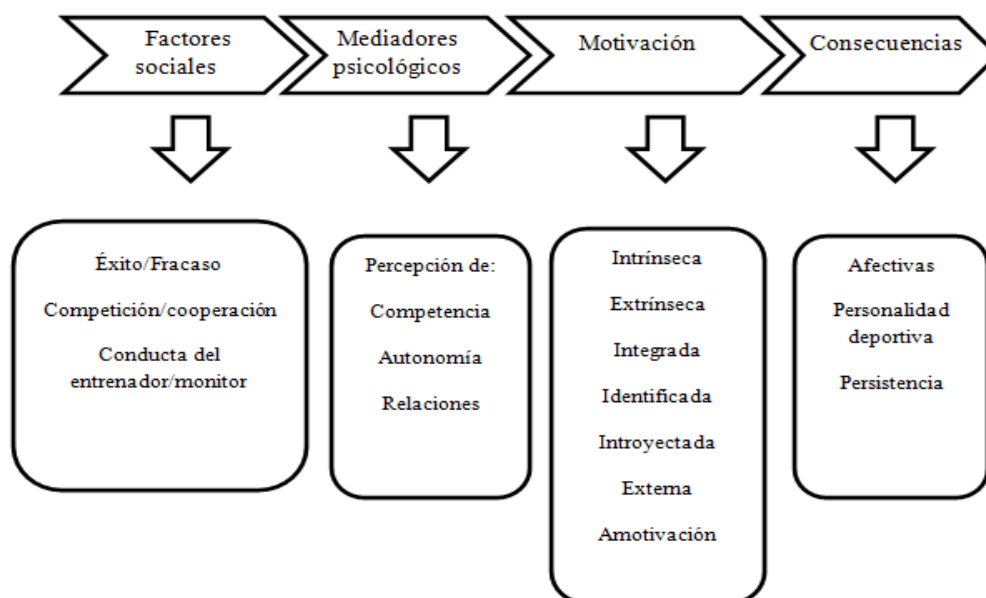 Factores
sociales
Mediadores
psicológicos
Motivación
Consecuencias
Éxito/Fracaso
Competición/cooperación
Conducta del
entrenador/monitor
Percepción de:
Competencia
Autonomía
Relaciones
Intrínseca
Extrínseca
Integrada
Identificada
Introyectada
Externa
Amotivación
Afectivas
Personalidad
deportiva
Persistencia